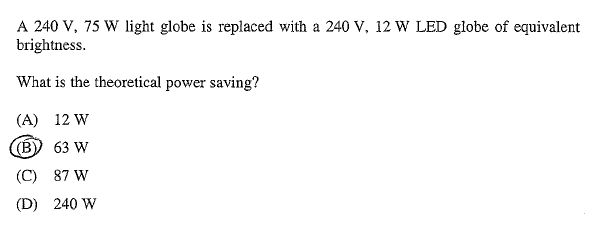 A 240 V, 75 W light globe is replaced with a 240 V, 12 W LED globe of equivalent
brightness.
What is the theoretical power saving?
(A) 12 W
(B) 63 W
(C) 87 W
(D) 240 W